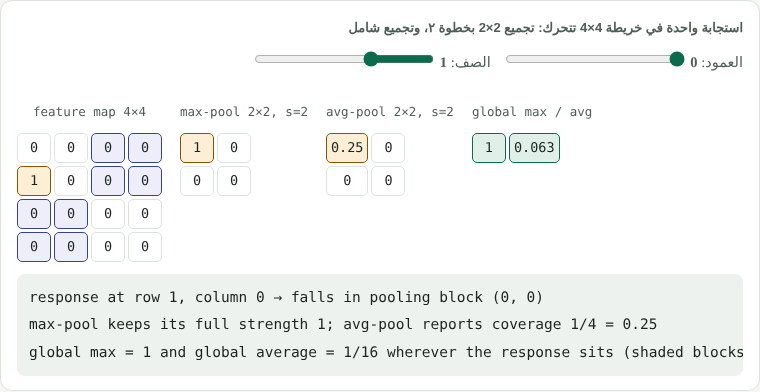 استجابة واحدة في خريطة 4×4 تتحرك: تجميع 2×2 بخطوة ٢، وتجميع شامل
العمود: 0 الصف: 1
feature map 4×4 max-pool 2×2, s=2 avg-pool 2×2, s=2 global max / avg
0 0 0 0 1 0 0.25 0 1 0.063
1 0 0 0 0 0 0 0
0 0 0 0
0 0 0 0
response at row 1, column 0 → falls in pooling block (0, 0)
max-pool keeps its full strength 1; avg-pool reports coverage 1/4 = 0.25
global max = 1 and global average = 1/16 wherever the response sits (shaded blocks